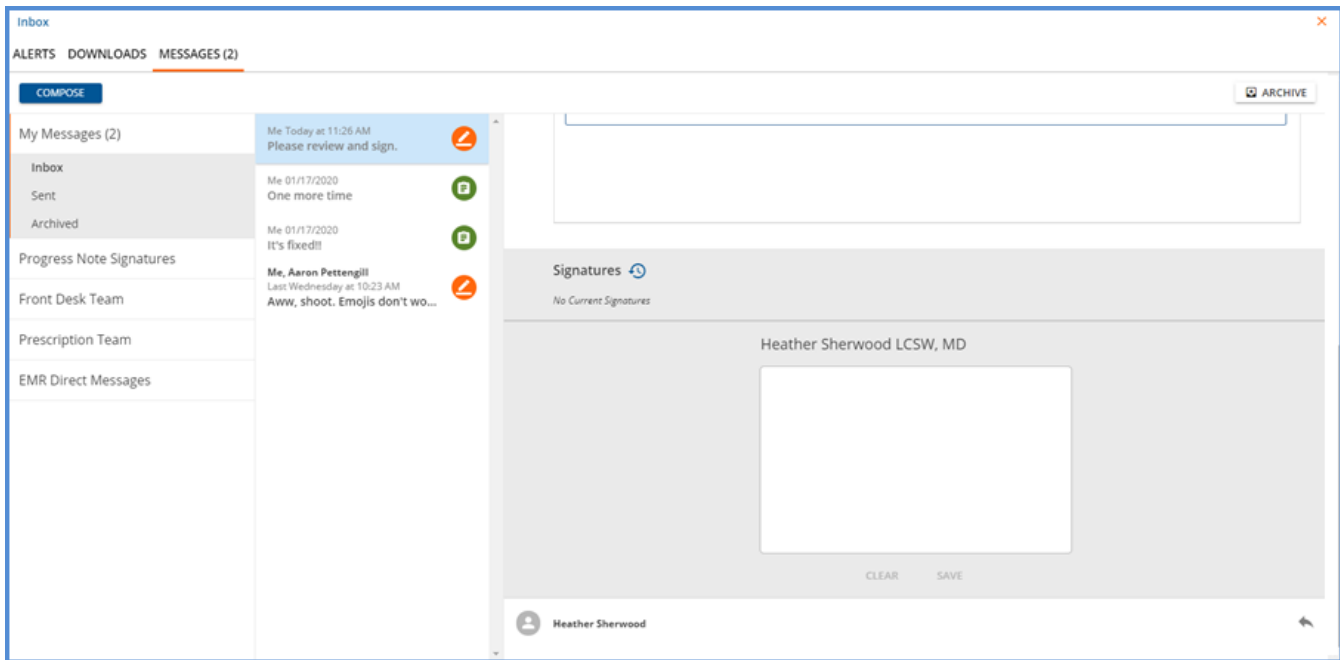 Inbox
ALERTS DOWNLOADS MESSAGES (2)
COMPOSE
ARCHIVE
My Messages (2)
Inbox
Sent
Archived
Progress Note Signatures
Front Desk Team
Prescription Team
EMR Direct Messages
Me Today at 11:26 AM
Please review and sign.
Me 01/17/2020
One more time
Me 01/17/2020
It's fixed!!
Me, Aaron Pettengill
Last Wednesday at 10:23 AM
Aww, shoot. Emojis don't wo...
Signatures
No Current Signatures
Heather Sherwood LCSW, MD
CLEAR SAVE
Heather Sherwood